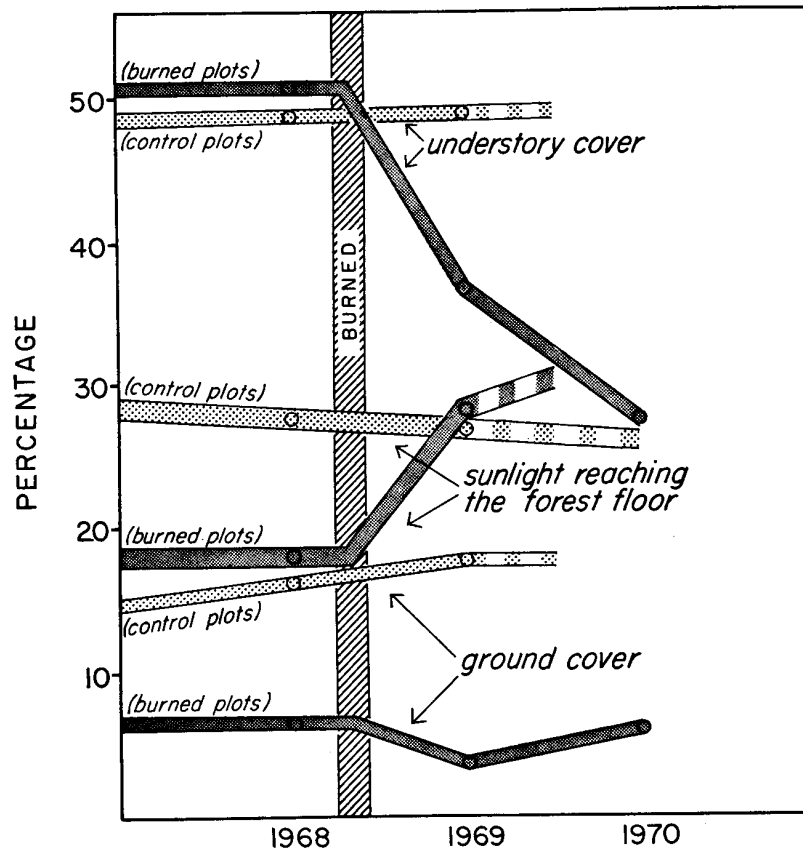 PERCENTAGE
50
40
30
20
10
(burned plots)
(control plots)
understory cover
BURNED
(control plots)
sunlight reaching
the forest floor
(burned plots)
(control plots)
ground cover
(burned plots)
1968
1969
1970